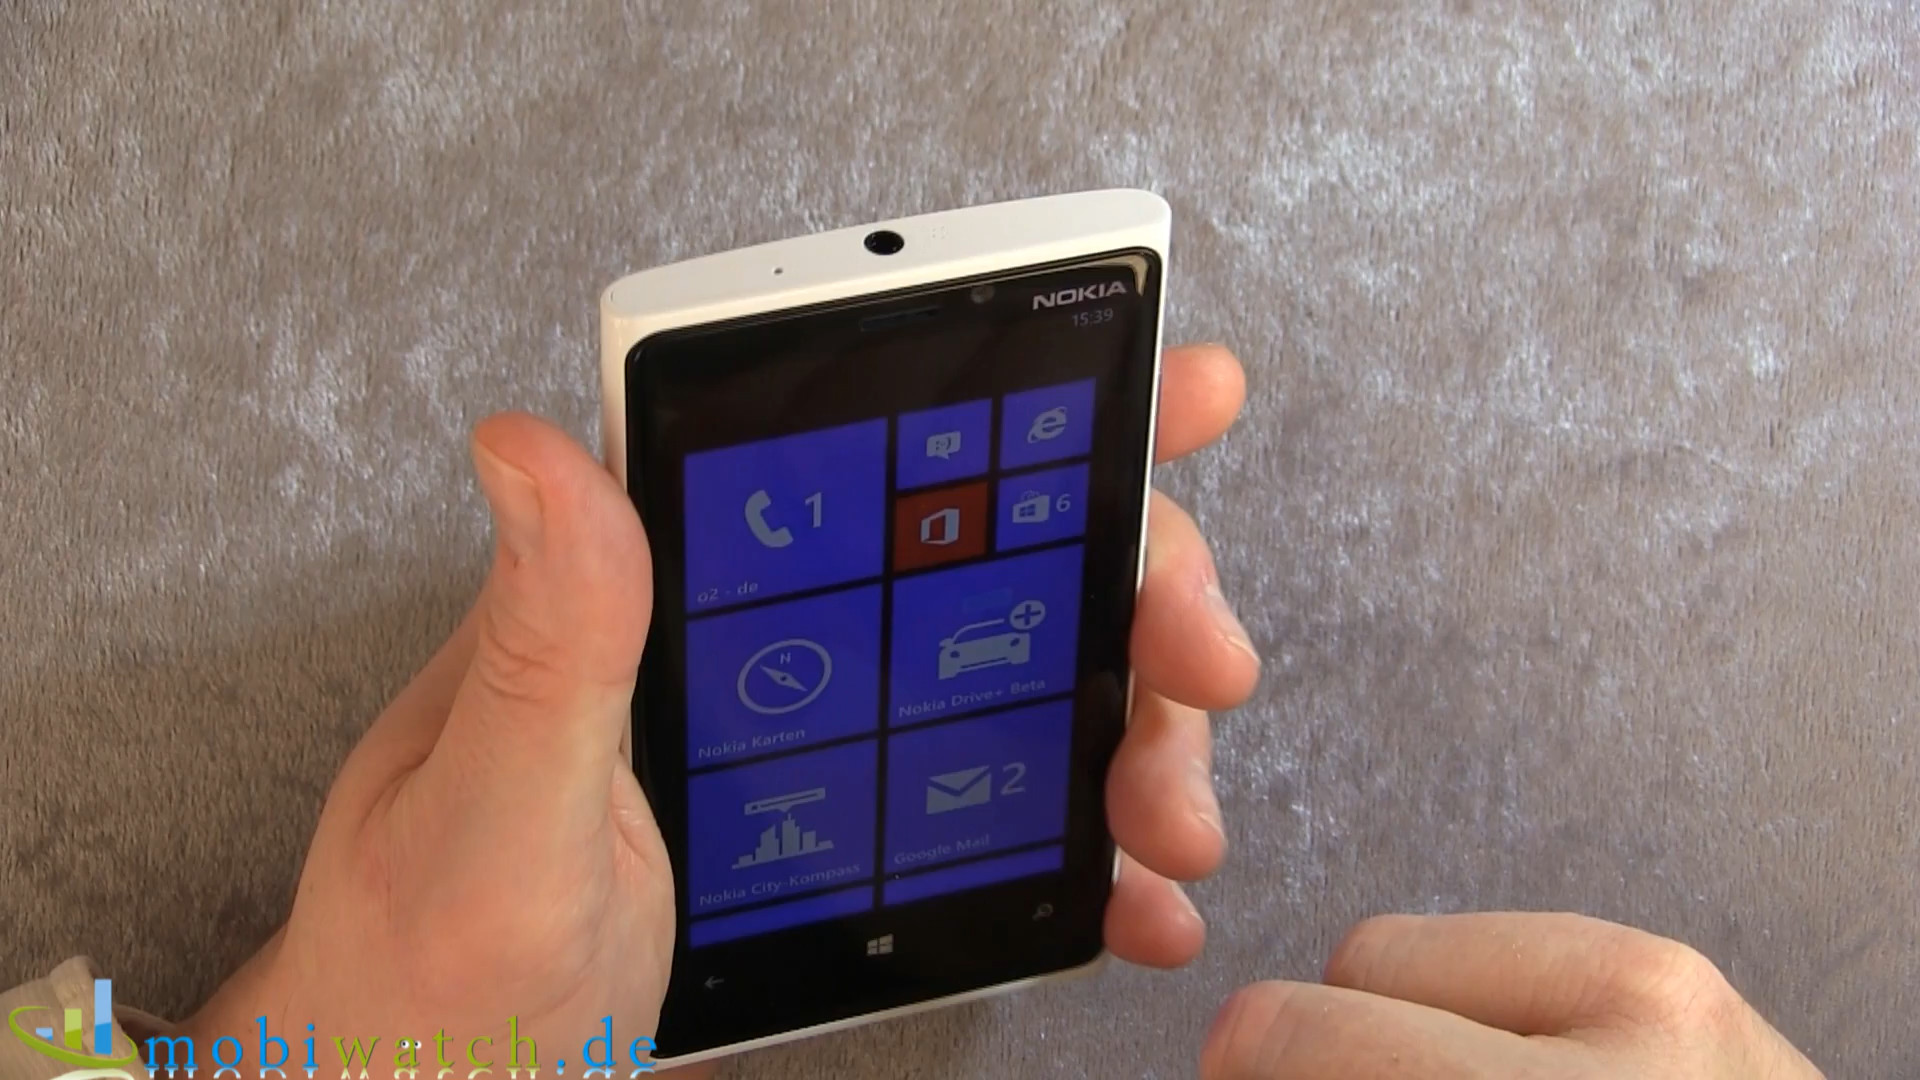 NOKIA
15:39
1
6
o2 - de
N
Nokia Drive+ Beta
Nokia Karten
2
Google Mail
Nokia City-Kompass
mobiwatch.de